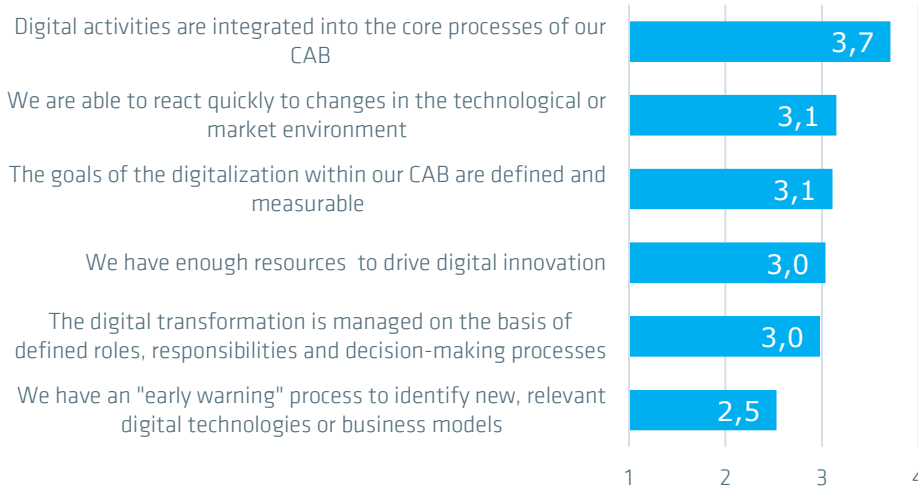 Digital activities are integrated into the core processes of our
CAB
3,7
We are able to react quickly to changes in the technological or
market environment
3,1
The goals of the digitalization within our CAB are defined and
measurable
3,1
We have enough resources to drive digital innovation
3,0
The digital transformation is managed on the basis of
defined roles, responsibilities and decision-making processes
3,0
We have an "early warning" process to identify new, relevant
digital technologies or business models
2,5
1 2 3 4